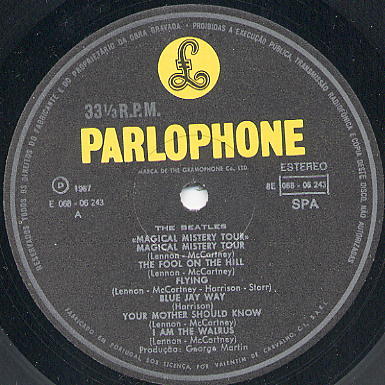 RESERVADOS TODOS OS DIREITOS DO FABRICANTE E DO PROPRIETÁRIO DA OBRA GRAVADA · PROIBIDAS A EXECUÇÃO PÚBLICA, TRANSMISSÃO RADIOFÓNICA E COPIA DESTE DISCO NÃO AUTORIZADAS
£
33⅓ R.P.M.
PARLOPHONE
MARCA DE THE GRAMOPHONE Co., LTD.
ESTEREO
Ⓟ 1967
8E 068-06 243
E 068 - 06 243
SPA
A
THE BEATLES
«MAGICAL MISTERY TOUR»
MAGICAL MISTERY TOUR
(Lennon - McCartney)
THE FOOL ON THE HILL
(Lennon - McCartney)
FLYING
(Lennon - McCartney - Harrison - Starr)
BLUE JAY WAY
(Harrison)
YOUR MOTHER SHOULD KNOW
(Lennon - McCartney)
I AM THE WALRUS
(Lennon - McCartney)
Produção: George Martin
FABRICADO EM PORTUGAL SOB LICENÇA, POR VALENTIM DE CARVALHO C.I. S.A.R.L.